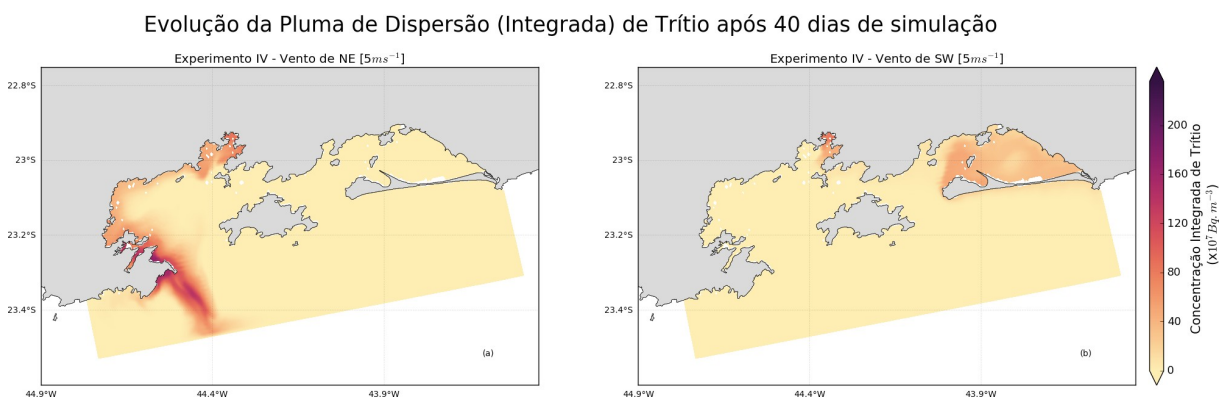 Evolução da Pluma de Dispersão (Integrada) de Trítio após 40 dias de simulação
Experimento IV - Vento de NE [5ms⁻¹]
22.8°S
23°S
23.2°S
23.4°S
44.9°W
44.4°W
43.9°W
(a)
Experimento IV - Vento de SW [5ms⁻¹]
22.8°S
23°S
23.2°S
23.4°S
44.9°W
44.4°W
43.9°W
(b)
200
160
120
80
40
0
Concentração Integrada de Trítio
(x10⁷Bq.m⁻³)